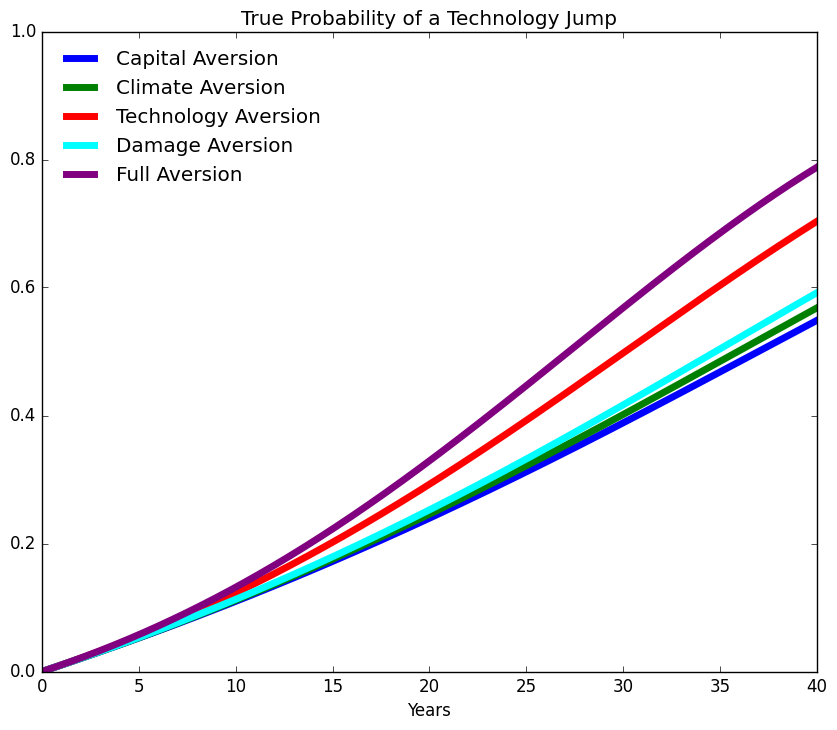 True Probability of a Technology Jump
1.0
Capital Aversion
Climate Aversion
Technology Aversion
Damage Aversion
Full Aversion
0.8
0.6
0.4
0.2
0.0
0 5 10 15 20 25 30 35 40
Years